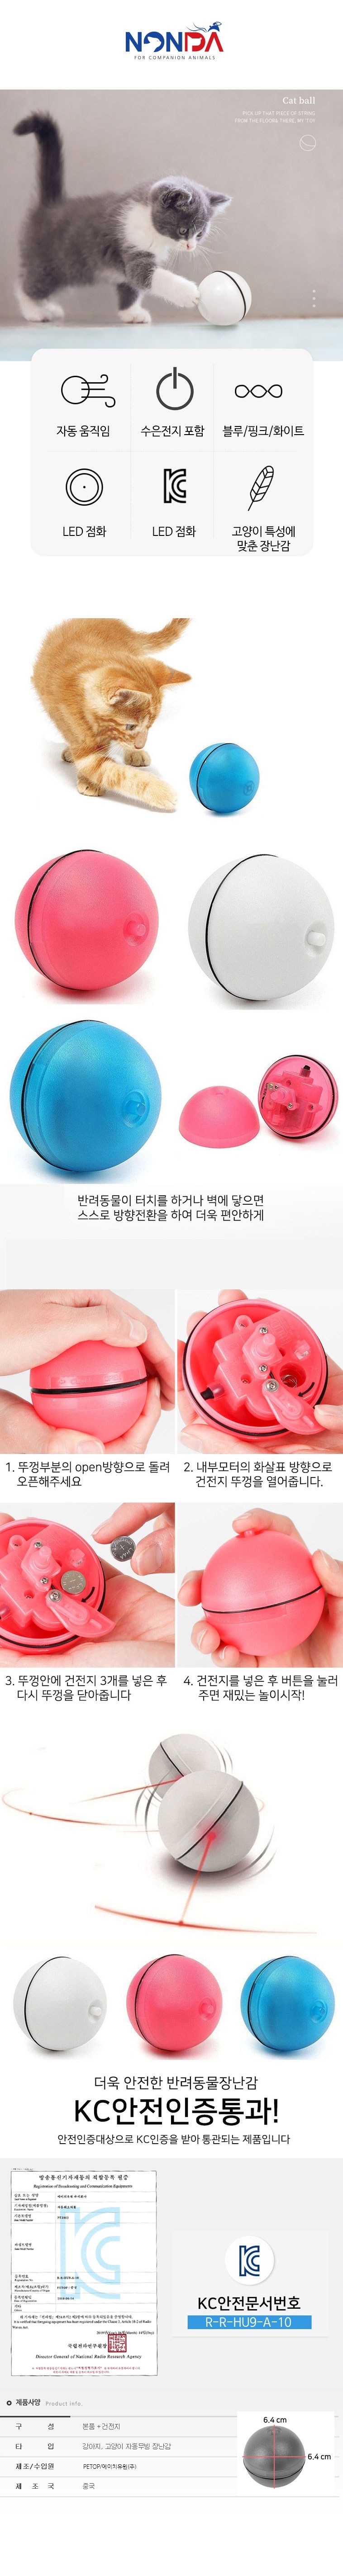 NONDA
FOR COMPANION ANIMALS
Cat ball
PICK UP THAT PIECE OF STRING
FROM THE FLOOR& THERE, MY TOY
자동 움직임
수은전지 포함
블루/핑크/화이트
LED 점화
LED 점화
고양이 특성에
맞춘 장난감
반려동물이 터치를 하거나 벽에 닿으면
스스로 방향전환을 하여 더욱 편안하게
1. 뚜껑부분의 open방향으로 돌려
오픈해주세요
2. 내부모터의 화살표 방향으로
건전지 뚜껑을 열어줍니다.
3. 뚜껑안에 건전지 3개를 넣은 후
다시 뚜껑을 닫아줍니다
4. 건전지를 넣은 후 버튼을 눌러
주면 재밌는 놀이시작!
더욱 안전한 반려동물장난감
KC안전인증통과!
안전인증대상으로 KC인증을 받아 통관되는 제품입니다
방송통신기자재등의 적합등록 필증
Registration of Broadcasting and Communication Equipments
국립전파연구원장
Director General of National Radio Research Agency
KC안전문서번호
R-R-HU9-A-10
제품사양 Product info.
구 성 본품 + 건전지
타 입 강아지, 고양이 자동무빙 장난감
제조/수입원 PETOP/에이치유원(주)
제 조 국 중국
6.4 cm
6.4 cm